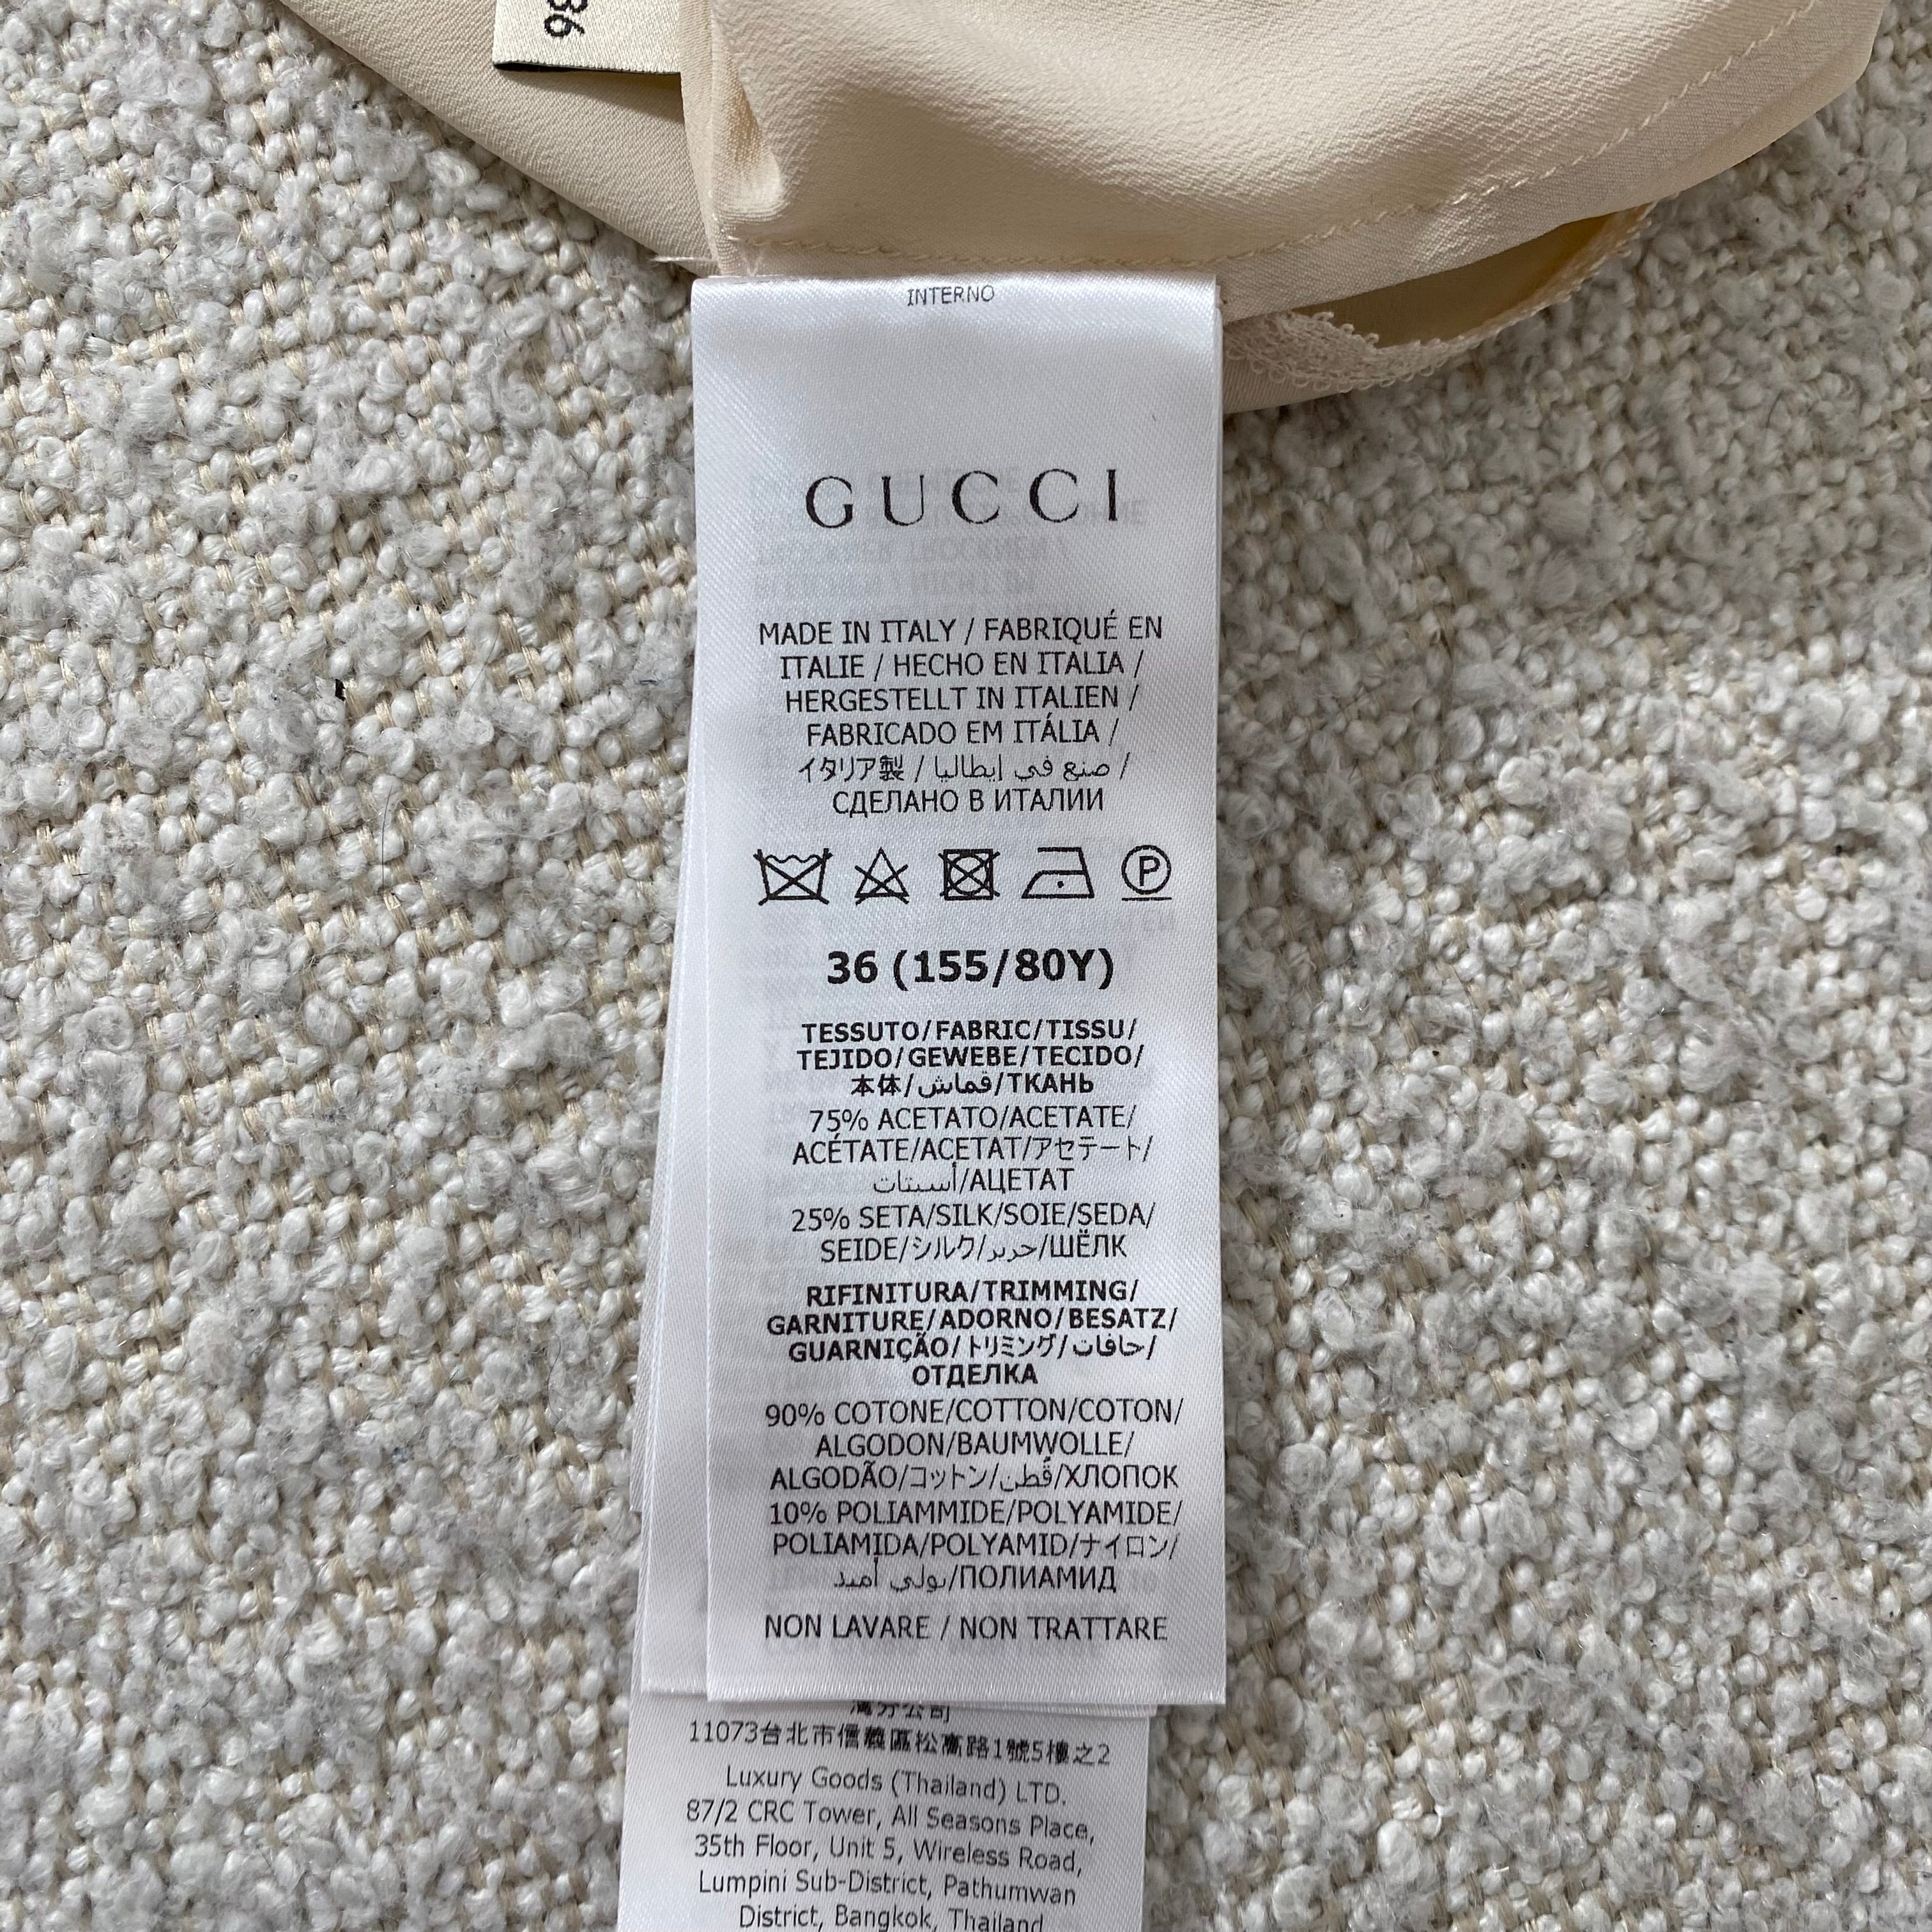 36
INTERNO
GUCCI
MADE IN ITALY / FABRIQUÉ EN
ITALIE / HECHO EN ITALIA /
HERGESTELLT IN ITALIEN /
FABRICADO EM ITÁLIA /
イタリア製 / صنع في إيطاليا /
СДЕЛАНО В ИТАЛИИ
P
36 (155/80Y)
TESSUTO/FABRIC/TISSU/
TEJIDO/GEWEBE/TECIDO/
本体/قماش/ТКАНЬ
75% ACETATO/ACETATE/
ACÉTATE/ACETAT/アセテート/
أسيتات/АЦЕТАТ
25% SETA/SILK/SOIE/SEDA/
SEIDE/シルク/حرير/ШЁЛК
RIFINITURA/TRIMMING/
GARNITURE/ADORNO/BESATZ/
GUARNIÇÃO/トリミング/حافات/
ОТДЕЛКА
90% COTONE/COTTON/COTON/
ALGODON/BAUMWOLLE/
ALGODÃO/コットン/قُطن/ХЛОПОК
10% POLIAMMIDE/POLYAMIDE/
POLIAMIDA/POLYAMID/ナイロン/
بولي أميد/ПОЛИАМИД
NON LAVARE / NON TRATTARE
灣分公司
11073台北市信義區松高路1號5樓之2
Luxury Goods (Thailand) LTD.
87/2 CRC Tower, All Seasons Place,
35th Floor, Unit 5, Wireless Road,
Lumpini Sub-District, Pathumwan
District, Bangkok, Thailand